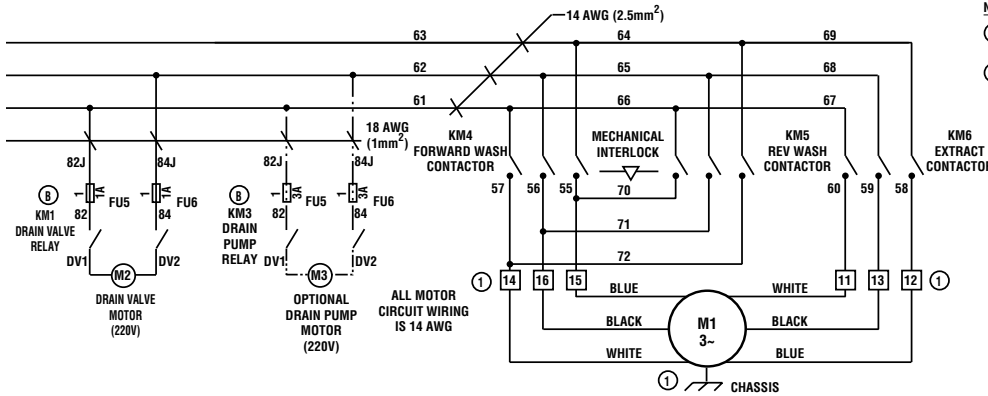 14 AWG (2.5mm²)
N
63
64
69
62
65
68
61
66
67
18 AWG
(1mm²)
82J
84J
82J
84J
KM4
FORWARD WASH
CONTACTOR
MECHANICAL
INTERLOCK
KM5
REV WASH
CONTACTOR
KM6
EXTRACT
CONTACTOR
57
56
55
70
60
59
58
B
KM1
DRAIN VALVE
RELAY
1
1A
FU5
1
1A
FU6
82
84
B
KM3
DRAIN
PUMP
RELAY
1
3A
FU5
1
3A
FU6
82
84
71
72
DV1
M2
DV2
DV1
M3
DV2
DRAIN VALVE
MOTOR
(220V)
OPTIONAL
DRAIN PUMP
MOTOR
(220V)
ALL MOTOR
CIRCUIT WIRING
IS 14 AWG
1
14
16
15
11
13
12
1
BLUE
WHITE
BLACK
M1
3~
BLACK
WHITE
BLUE
1
CHASSIS